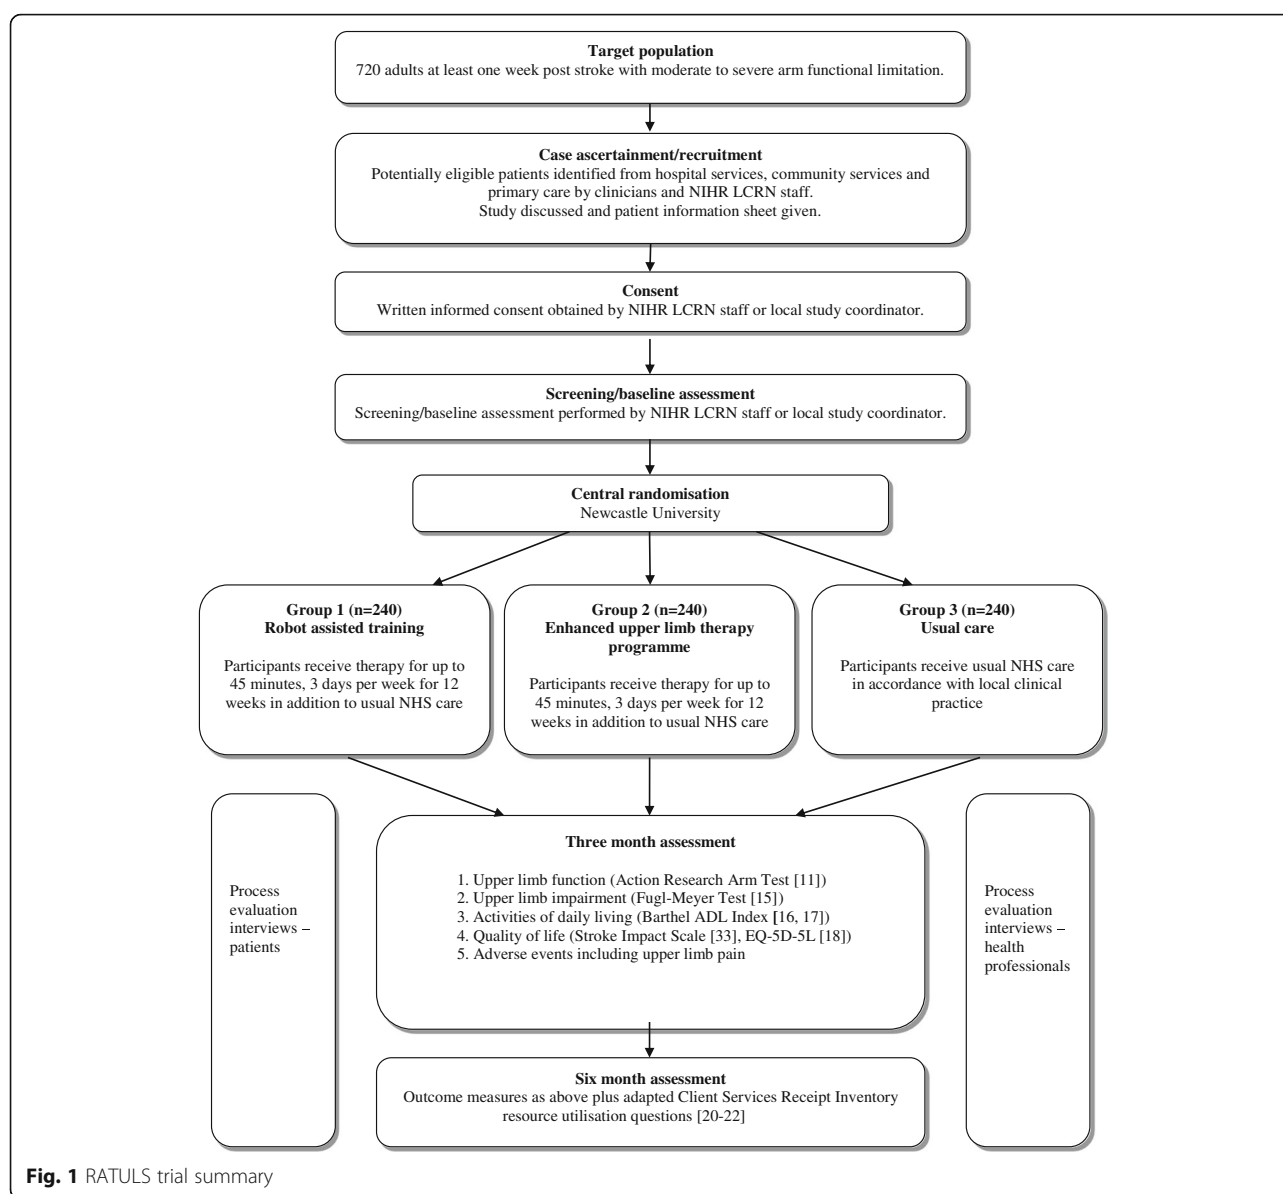 Target population
720 adults at least one week post stroke with moderate to severe arm functional limitation.
Case ascertainment/recruitment
Potentially eligible patients identified from hospital services, community services and
primary care by clinicians and NIHR LCRN staff.
Study discussed and patient information sheet given.
Consent
Written informed consent obtained by NIHR LCRN staff or local study coordinator.
Screening/baseline assessment
Screening/baseline assessment performed by NIHR LCRN staff or local study coordinator.
Central randomisation
Newcastle University
Group 1 (n=240)
Robot assisted training
Participants receive therapy for up to
45 minutes, 3 days per week for 12
weeks in addition to usual NHS care
Group 2 (n=240)
Enhanced upper limb therapy
programme
Participants receive therapy for up to
45 minutes, 3 days per week for 12
weeks in addition to usual NHS care
Group 3 (n=240)
Usual care
Participants receive usual NHS care
in accordance with local clinical
practice
Process
evaluation
interviews –
patients
Three month assessment
1. Upper limb function (Action Research Arm Test [11])
2. Upper limb impairment (Fugl-Meyer Test [15])
3. Activities of daily living (Barthel ADL Index [16, 17])
4. Quality of life (Stroke Impact Scale [33], EQ-5D-5L [18])
5. Adverse events including upper limb pain
Process
evaluation
interviews –
health
professionals
Six month assessment
Outcome measures as above plus adapted Client Services Receipt Inventory
resource utilisation questions [20-22]
Fig. 1 RATULS trial summary